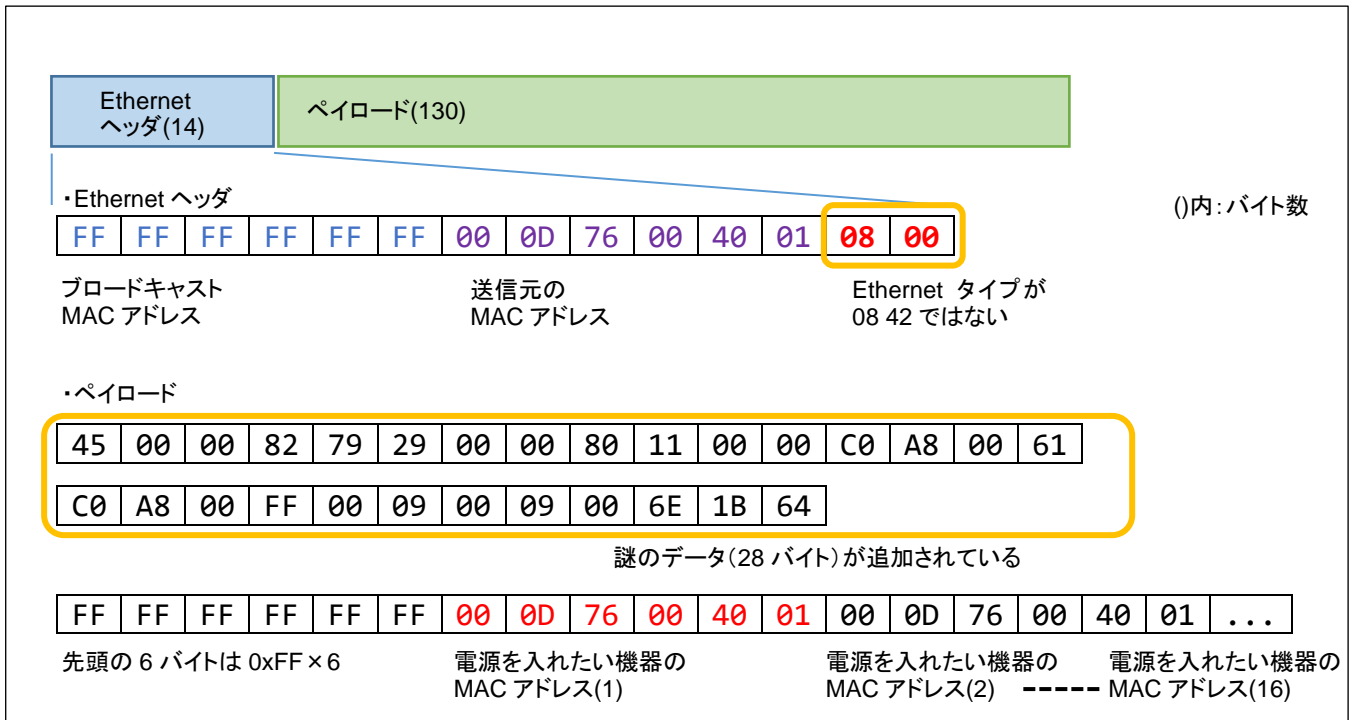 Ethernet
ヘッダ(14)
ペイロード(130)
・Ethernet ヘッダ
()内：バイト数
FF FF FF FF FF FF 00 0D 76 00 40 01 08 00
ブロードキャスト
MAC アドレス
送信元の
MAC アドレス
Ethernet タイプが
08 42 ではない
・ペイロード
45 00 00 82 79 29 00 00 80 11 00 00 C0 A8 00 61
C0 A8 00 FF 00 09 00 09 00 6E 1B 64
謎のデータ（28 バイト）が追加されている
FF FF FF FF FF FF 00 0D 76 00 40 01 00 0D 76 00 40 01 ...
先頭の 6 バイトは 0xFF×6
電源を入れたい機器の
MAC アドレス(1)
電源を入れたい機器の
MAC アドレス(2)
電源を入れたい機器の
MAC アドレス(16)